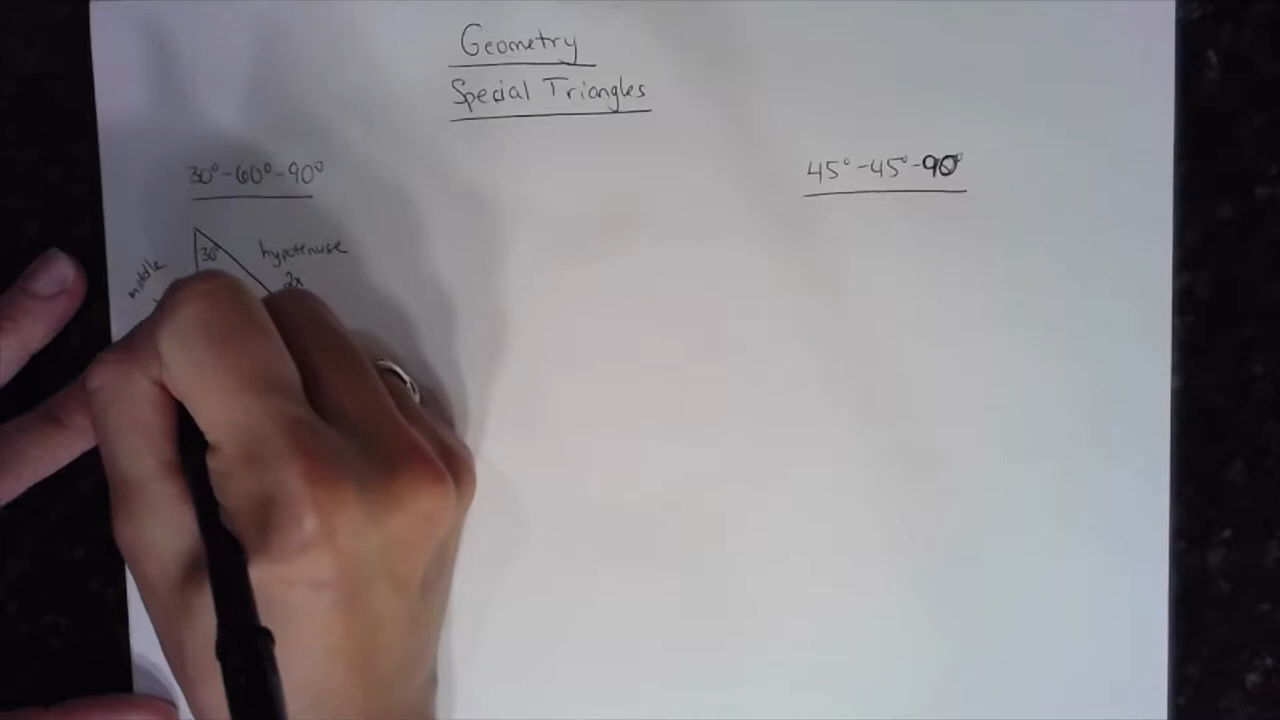 Geometry
Special Triangles
30°-60°-90°
45°-45°-90°
30°
hypotenuse
middle
2x